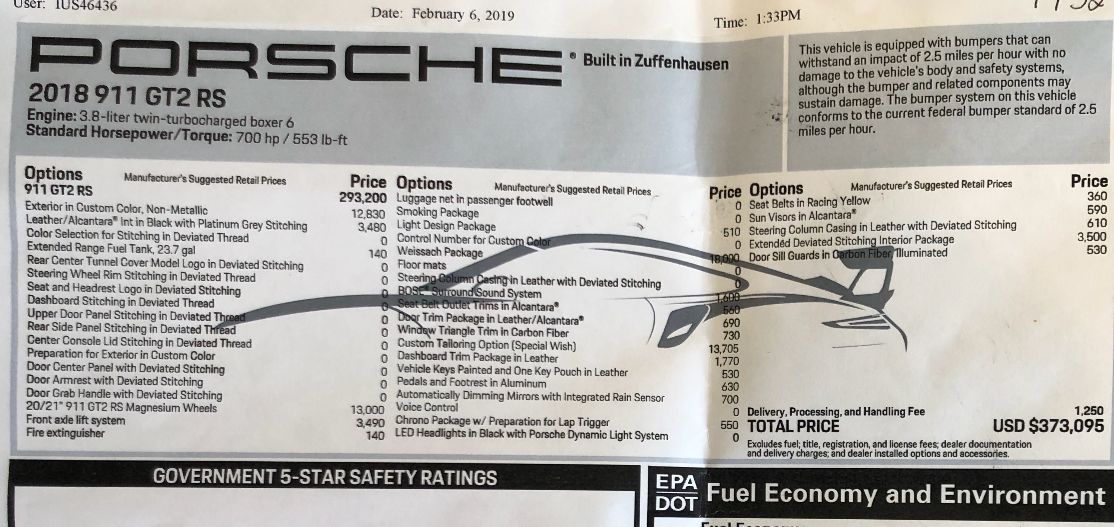 User: IUS46436
Date: February 6, 2019
Time: 1:33PM
PORSCHE® Built in Zuffenhausen
2018 911 GT2 RS
Engine: 3.8-liter twin-turbocharged boxer 6
Standard Horsepower/Torque: 700 hp / 553 lb-ft
This vehicle is equipped with bumpers that can
withstand an impact of 2.5 miles per hour with no
damage to the vehicle's body and safety systems,
although the bumper and related components may
sustain damage. The bumper system on this vehicle
conforms to the current federal bumper standard of 2.5
miles per hour.
Options Manufacturer's Suggested Retail Prices Price
911 GT2 RS 293,200
Exterior in Custom Color, Non-Metallic 12,830
Leather/Alcantara® Int in Black with Platinum Grey Stitching 3,480
Color Selection for Stitching in Deviated Thread 0
Extended Range Fuel Tank, 23.7 gal 140
Rear Center Tunnel Cover Model Logo in Deviated Stitching 0
Steering Wheel Rim Stitching in Deviated Thread 0
Seat and Headrest Logo in Deviated Stitching 0
Dashboard Stitching in Deviated Thread 0
Upper Door Panel Stitching in Deviated Thread 0
Rear Side Panel Stitching in Deviated Thread 0
Center Console Lid Stitching in Deviated Thread 0
Preparation for Exterior in Custom Color 0
Door Center Panel with Deviated Stitching 0
Door Armrest with Deviated Stitching 0
Door Grab Handle with Deviated Stitching 0
20/21" 911 GT2 RS Magnesium Wheels 13,000
Front axle lift system 3,490
Fire extinguisher 140
Options Manufacturer's Suggested Retail Prices Price
Luggage net in passenger footwell 0
Smoking Package 0
Light Design Package 510
Control Number for Custom Color 0
Weissach Package 18,000
Floor mats 0
Steering Column Casing in Leather with Deviated Stitching 0
BOSE® Surround Sound System 1,600
Seat Belt Outlet Trims in Alcantara® 560
Door Trim Package in Leather/Alcantara® 690
Window Triangle Trim in Carbon Fiber 730
Custom Tailoring Option (Special Wish) 13,705
Dashboard Trim Package in Leather 1,770
Vehicle Keys Painted and One Key Pouch in Leather 530
Pedals and Footrest in Aluminum 630
Automatically Dimming Mirrors with Integrated Rain Sensor 700
Voice Control 0
Chrono Package w/ Preparation for Lap Trigger 550
LED Headlights in Black with Porsche Dynamic Light System 0
Options Manufacturer's Suggested Retail Prices Price
Seat Belts in Racing Yellow 360
Sun Visors in Alcantara® 590
Steering Column Casing in Leather with Deviated Stitching 610
Extended Deviated Stitching Interior Package 3,500
Door Sill Guards in Carbon Fiber, Illuminated 530
Delivery, Processing, and Handling Fee 1,250
TOTAL PRICE USD $373,095
Excludes fuel; title, registration, and license fees; dealer documentation
and delivery charges; and dealer installed options and accessories.
GOVERNMENT 5-STAR SAFETY RATINGS
EPA
DOT
Fuel Economy and Environment